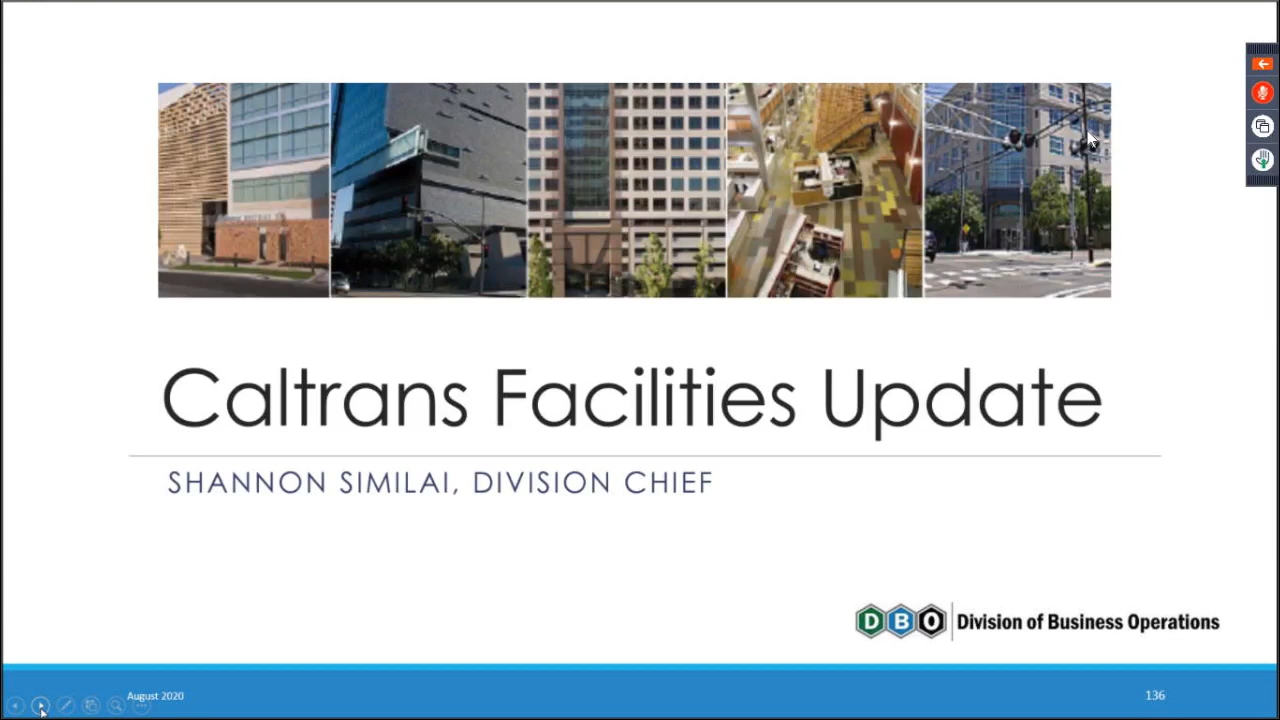 Caltrans Facilities Update
SHANNON SIMILAI, DIVISION CHIEF
DBO Division of Business Operations
August 2020
136